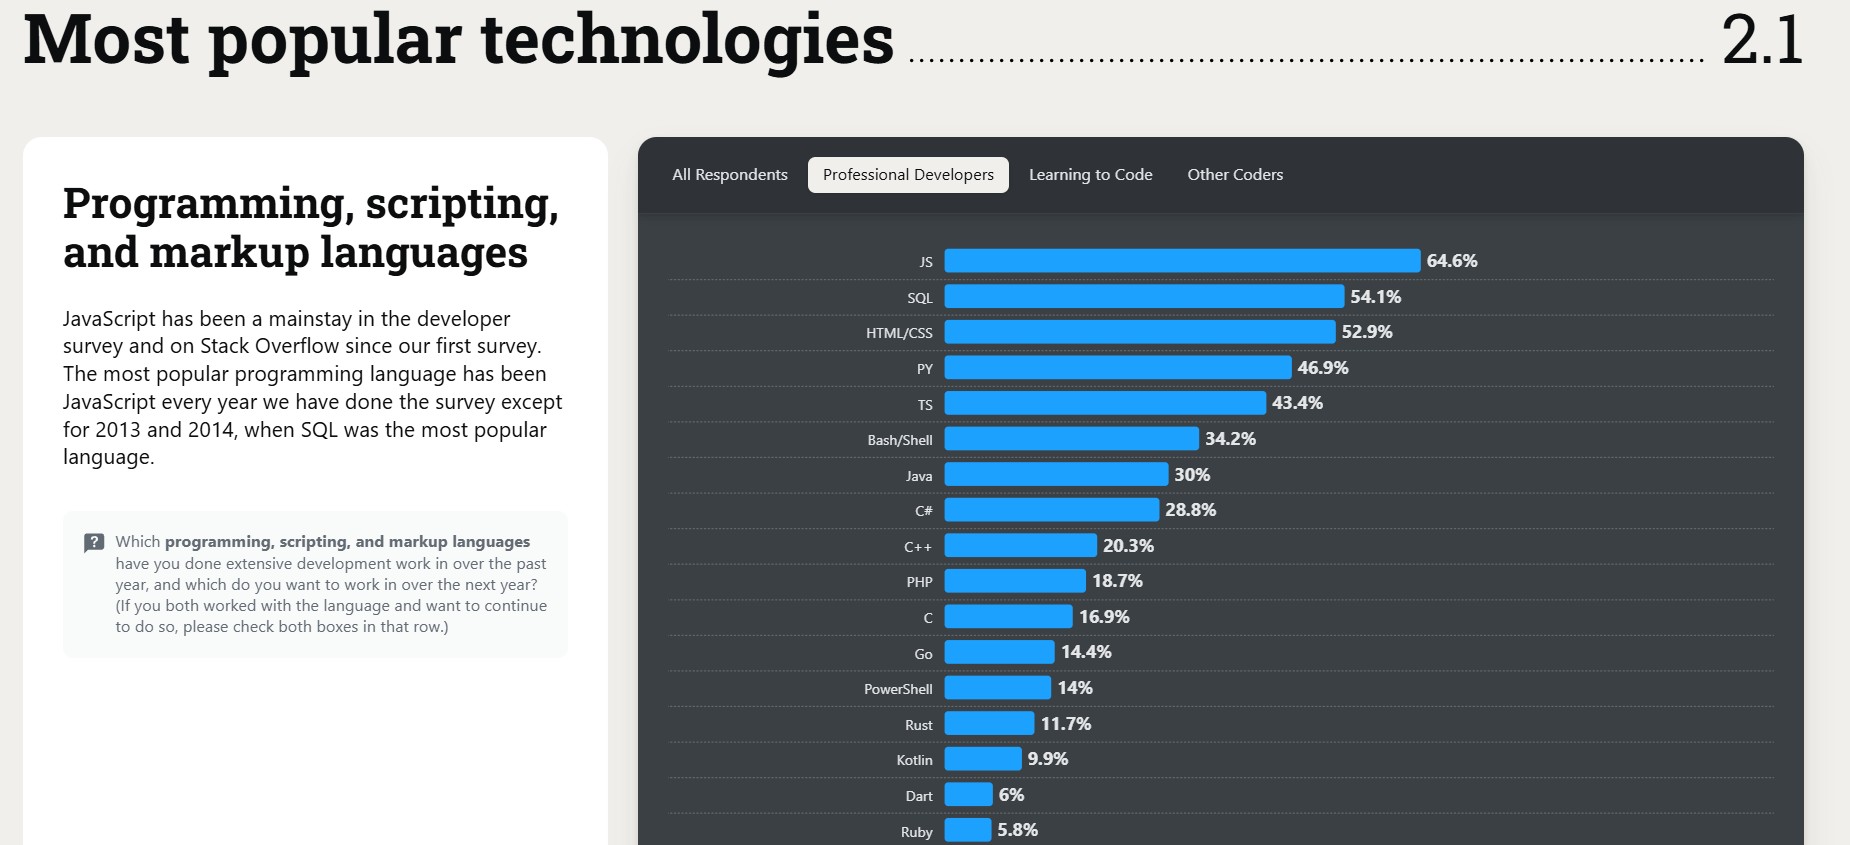 Most popular technologies ........................................................................ 2.1
Programming, scripting,
and markup languages
JavaScript has been a mainstay in the developer
survey and on Stack Overflow since our first survey.
The most popular programming language has been
JavaScript every year we have done the survey except
for 2013 and 2014, when SQL was the most popular
language.
Which programming, scripting, and markup languages
have you done extensive development work in over the past
year, and which do you want to work in over the next year?
(If you both worked with the language and want to continue
to do so, please check both boxes in that row.)
All Respondents Professional Developers Learning to Code Other Coders
JS 64.6%
SQL 54.1%
HTML/CSS 52.9%
PY 46.9%
TS 43.4%
Bash/Shell 34.2%
Java 30%
C# 28.8%
C++ 20.3%
PHP 18.7%
C 16.9%
Go 14.4%
PowerShell 14%
Rust 11.7%
Kotlin 9.9%
Dart 6%
Ruby 5.8%